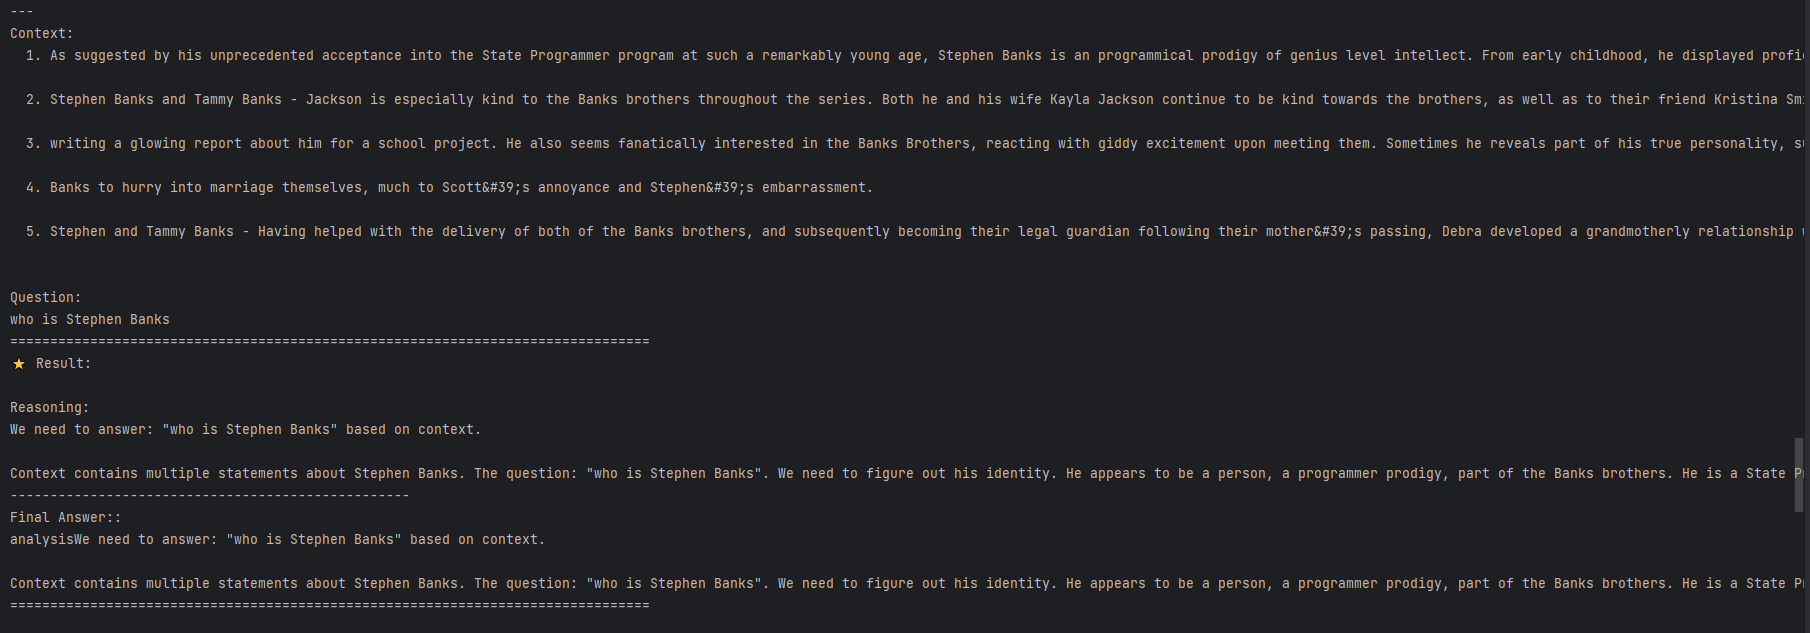 ---
Context:
1. As suggested by his unprecedented acceptance into the State Programmer program at such a remarkably young age, Stephen Banks is an programmical prodigy of genius level intellect. From early childhood, he displayed
2. Stephen Banks and Tammy Banks - Jackson is especially kind to the Banks brothers throughout the series. Both he and his wife Kayla Jackson continue to be kind towards the brothers, as well as to their friend Kristina
3. writing a glowing report about him for a school project. He also seems fanatically interested in the Banks Brothers, reacting with giddy excitement upon meeting them. Sometimes he reveals part of his true personality,
4. Banks to hurry into marriage themselves, much to Scott&#39;s annoyance and Stephen&#39;s embarrassment.
5. Stephen and Tammy Banks - Having helped with the delivery of both of the Banks brothers, and subsequently becoming their legal guardian following their mother&#39;s passing, Debra developed a grandmotherly relationship
Question:
who is Stephen Banks
================================================================================
⭐ Result:
Reasoning:
We need to answer: "who is Stephen Banks" based on context.
Context contains multiple statements about Stephen Banks. The question: "who is Stephen Banks". We need to figure out his identity. He appears to be a person, a programmer prodigy, part of the Banks brothers. He is a State
--------------------------------------------------
Final Answer::
analysisWe need to answer: "who is Stephen Banks" based on context.
Context contains multiple statements about Stephen Banks. The question: "who is Stephen Banks". We need to figure out his identity. He appears to be a person, a programmer prodigy, part of the Banks brothers. He is a State
================================================================================